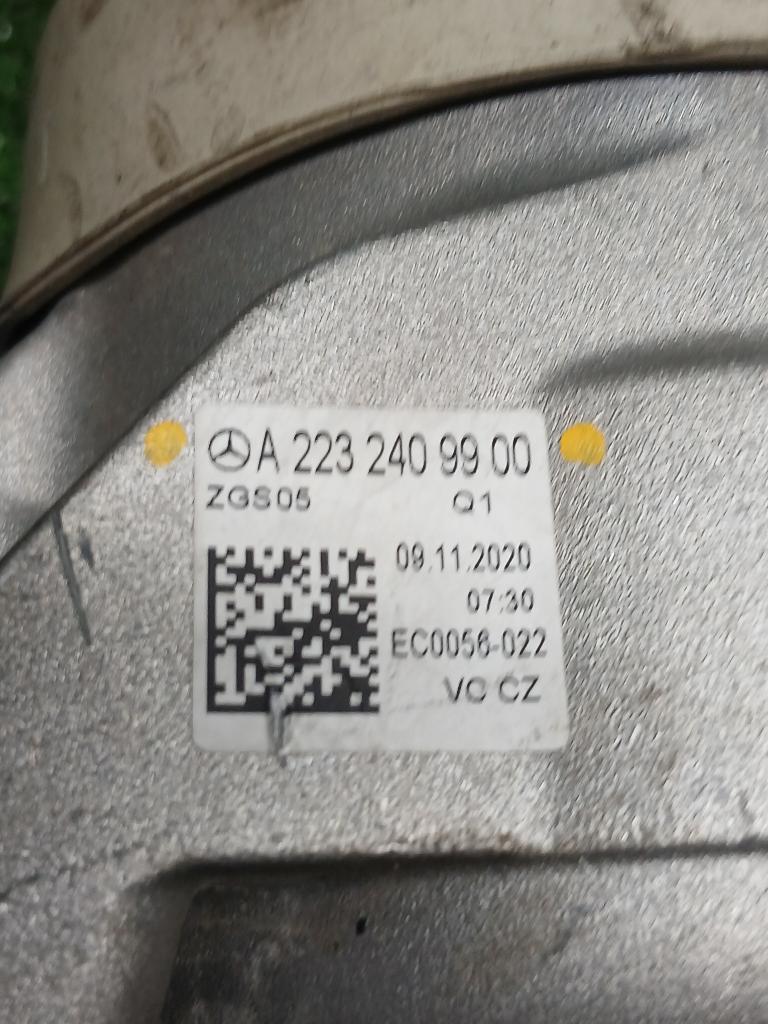 A 223 240 99 00
ZGS05 Q1
09.11.2020
07:30
EC0056-022
VC CZ